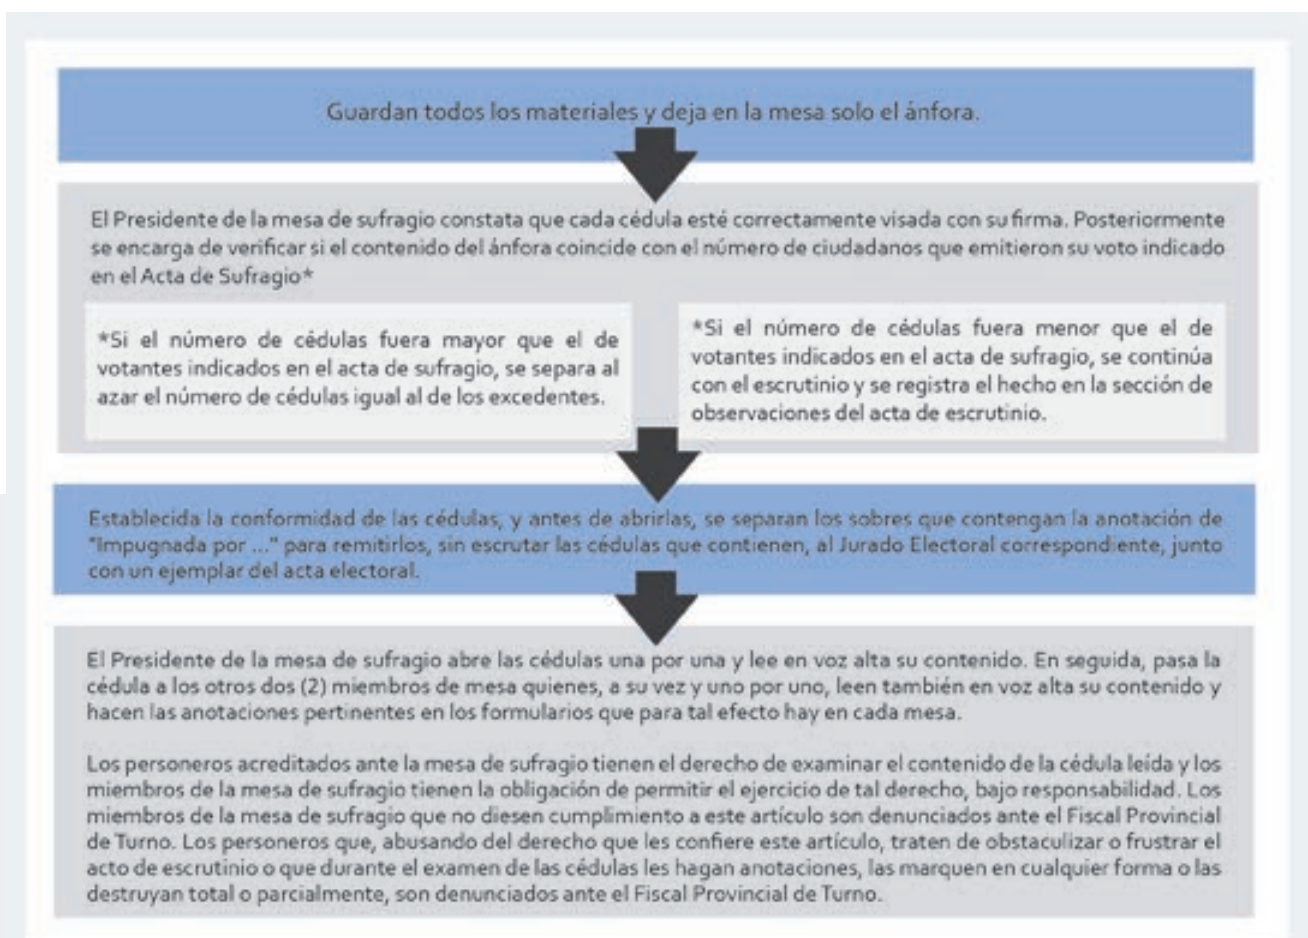 Guardan todos los materiales y deja en la mesa solo el ánfora.
El Presidente de la mesa de sufragio constata que cada cédula esté correctamente visada con su firma. Posteriormente
se encarga de verificar si el contenido del ánfora coincide con el número de ciudadanos que emitieron su voto indicado
en el Acta de Sufragio*
*Si el número de cédulas fuera mayor que el de
votantes indicados en el acta de sufragio, se separa al
azar el número de cédulas igual al de los excedentes.
*Si el número de cédulas fuera menor que el de
votantes indicados en el acta de sufragio, se continúa
con el escrutinio y se registra el hecho en la sección de
observaciones del acta de escrutinio.
Establecida la conformidad de las cédulas, y antes de abrirlas, se separan los sobres que contengan la anotación de
"Impugnada por ..." para remitirlos, sin escrutar las cédulas que contienen, al Jurado Electoral correspondiente, junto
con un ejemplar del acta electoral.
El Presidente de la mesa de sufragio abre las cédulas una por una y lee en voz alta su contenido. En seguida, pasa la
cédula a los otros dos (2) miembros de mesa quienes, a su vez y uno por uno, leen también en voz alta su contenido y
hacen las anotaciones pertinentes en los formularios que para tal efecto hay en cada mesa.
Los personeros acreditados ante la mesa de sufragio tienen el derecho de examinar el contenido de la cédula leída y los
miembros de la mesa de sufragio tienen la obligación de permitir el ejercicio de tal derecho, bajo responsabilidad. Los
miembros de la mesa de sufragio que no diesen cumplimiento a este artículo son denunciados ante el Fiscal Provincial
de Turno. Los personeros que, abusando del derecho que les confiere este artículo, traten de obstaculizar o frustrar el
acto de escrutinio o que durante el examen de las cédulas les hagan anotaciones, las marquen en cualquier forma o las
destruyan total o parcialmente, son denunciados ante el Fiscal Provincial de Turno.